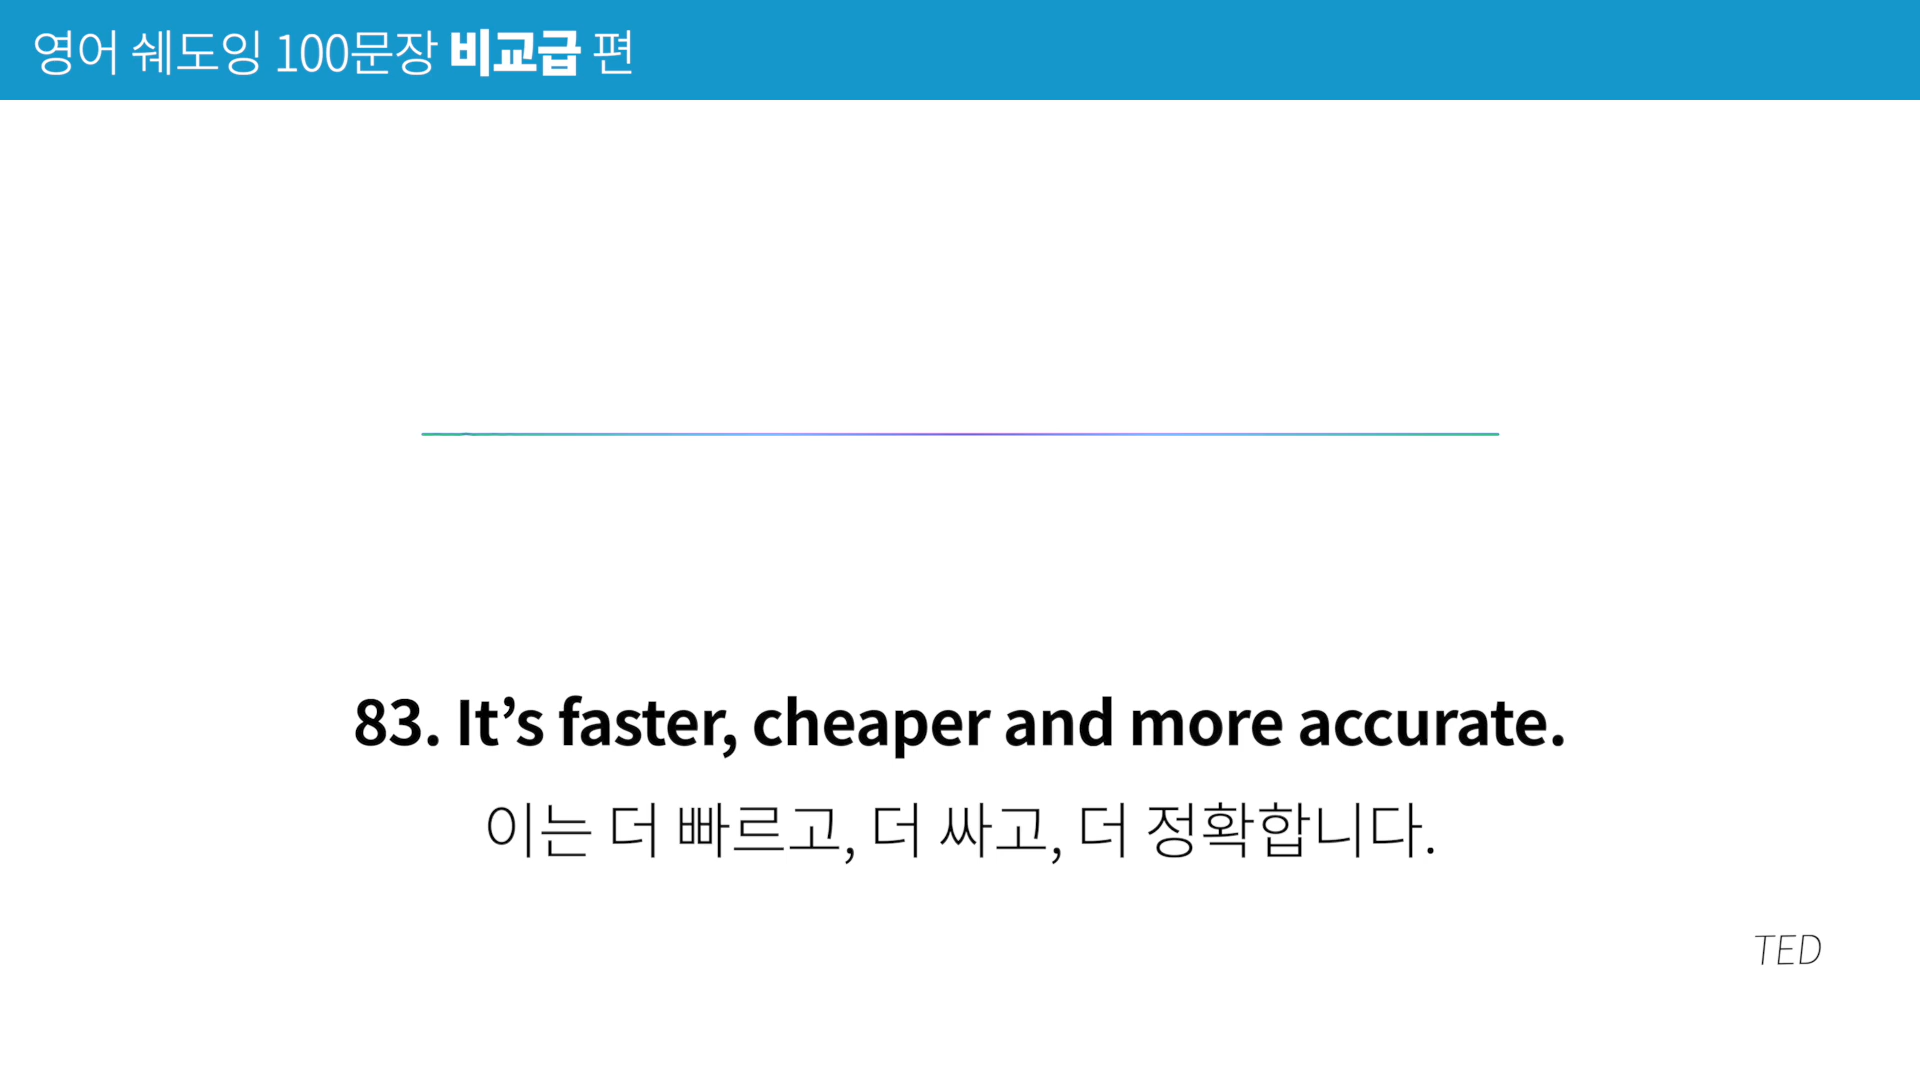 영어 쉐도잉 100문장 비교급 편
83. It’s faster, cheaper and more accurate.
이는 더 빠르고, 더 싸고, 더 정확합니다.
TED